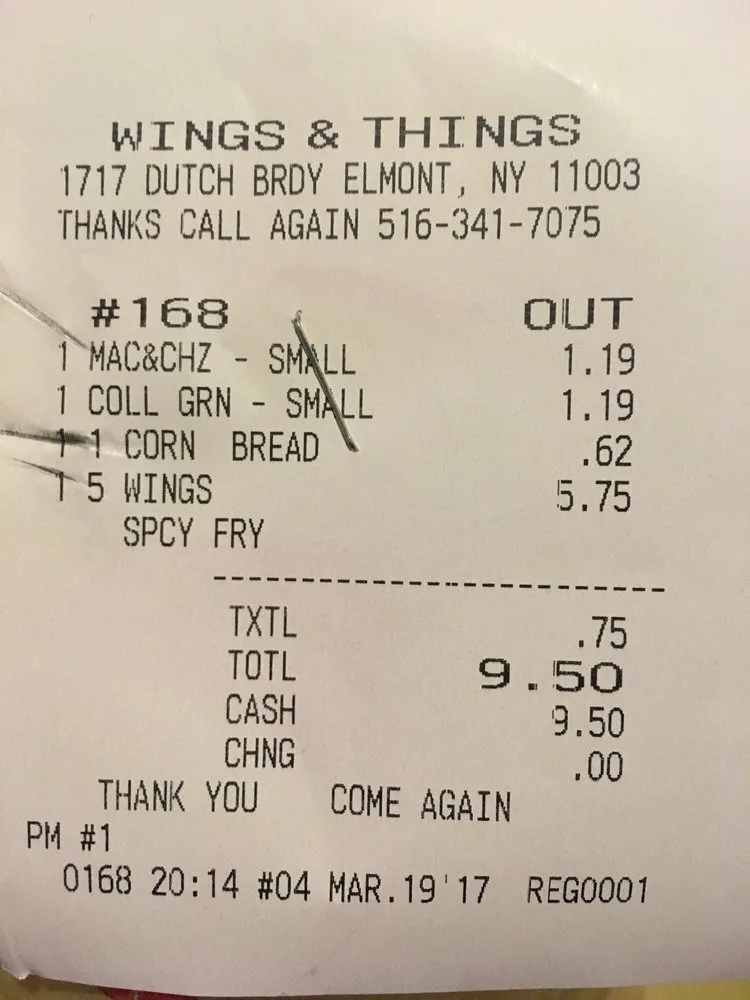 WINGS & THINGS
1717 DUTCH BRDY ELMONT, NY 11003
THANKS CALL AGAIN 516-341-7075
#168 OUT
1 MAC&CHZ - SMALL 1.19
1 COLL GRN - SMALL 1.19
1 1 CORN BREAD .62
1 5 WINGS 5.75
SPCY FRY
TXTL .75
TOTL 9.50
CASH 9.50
CHNG .00
THANK YOU COME AGAIN
PM #1
0168 20:14 #04 MAR.19'17 REG0001